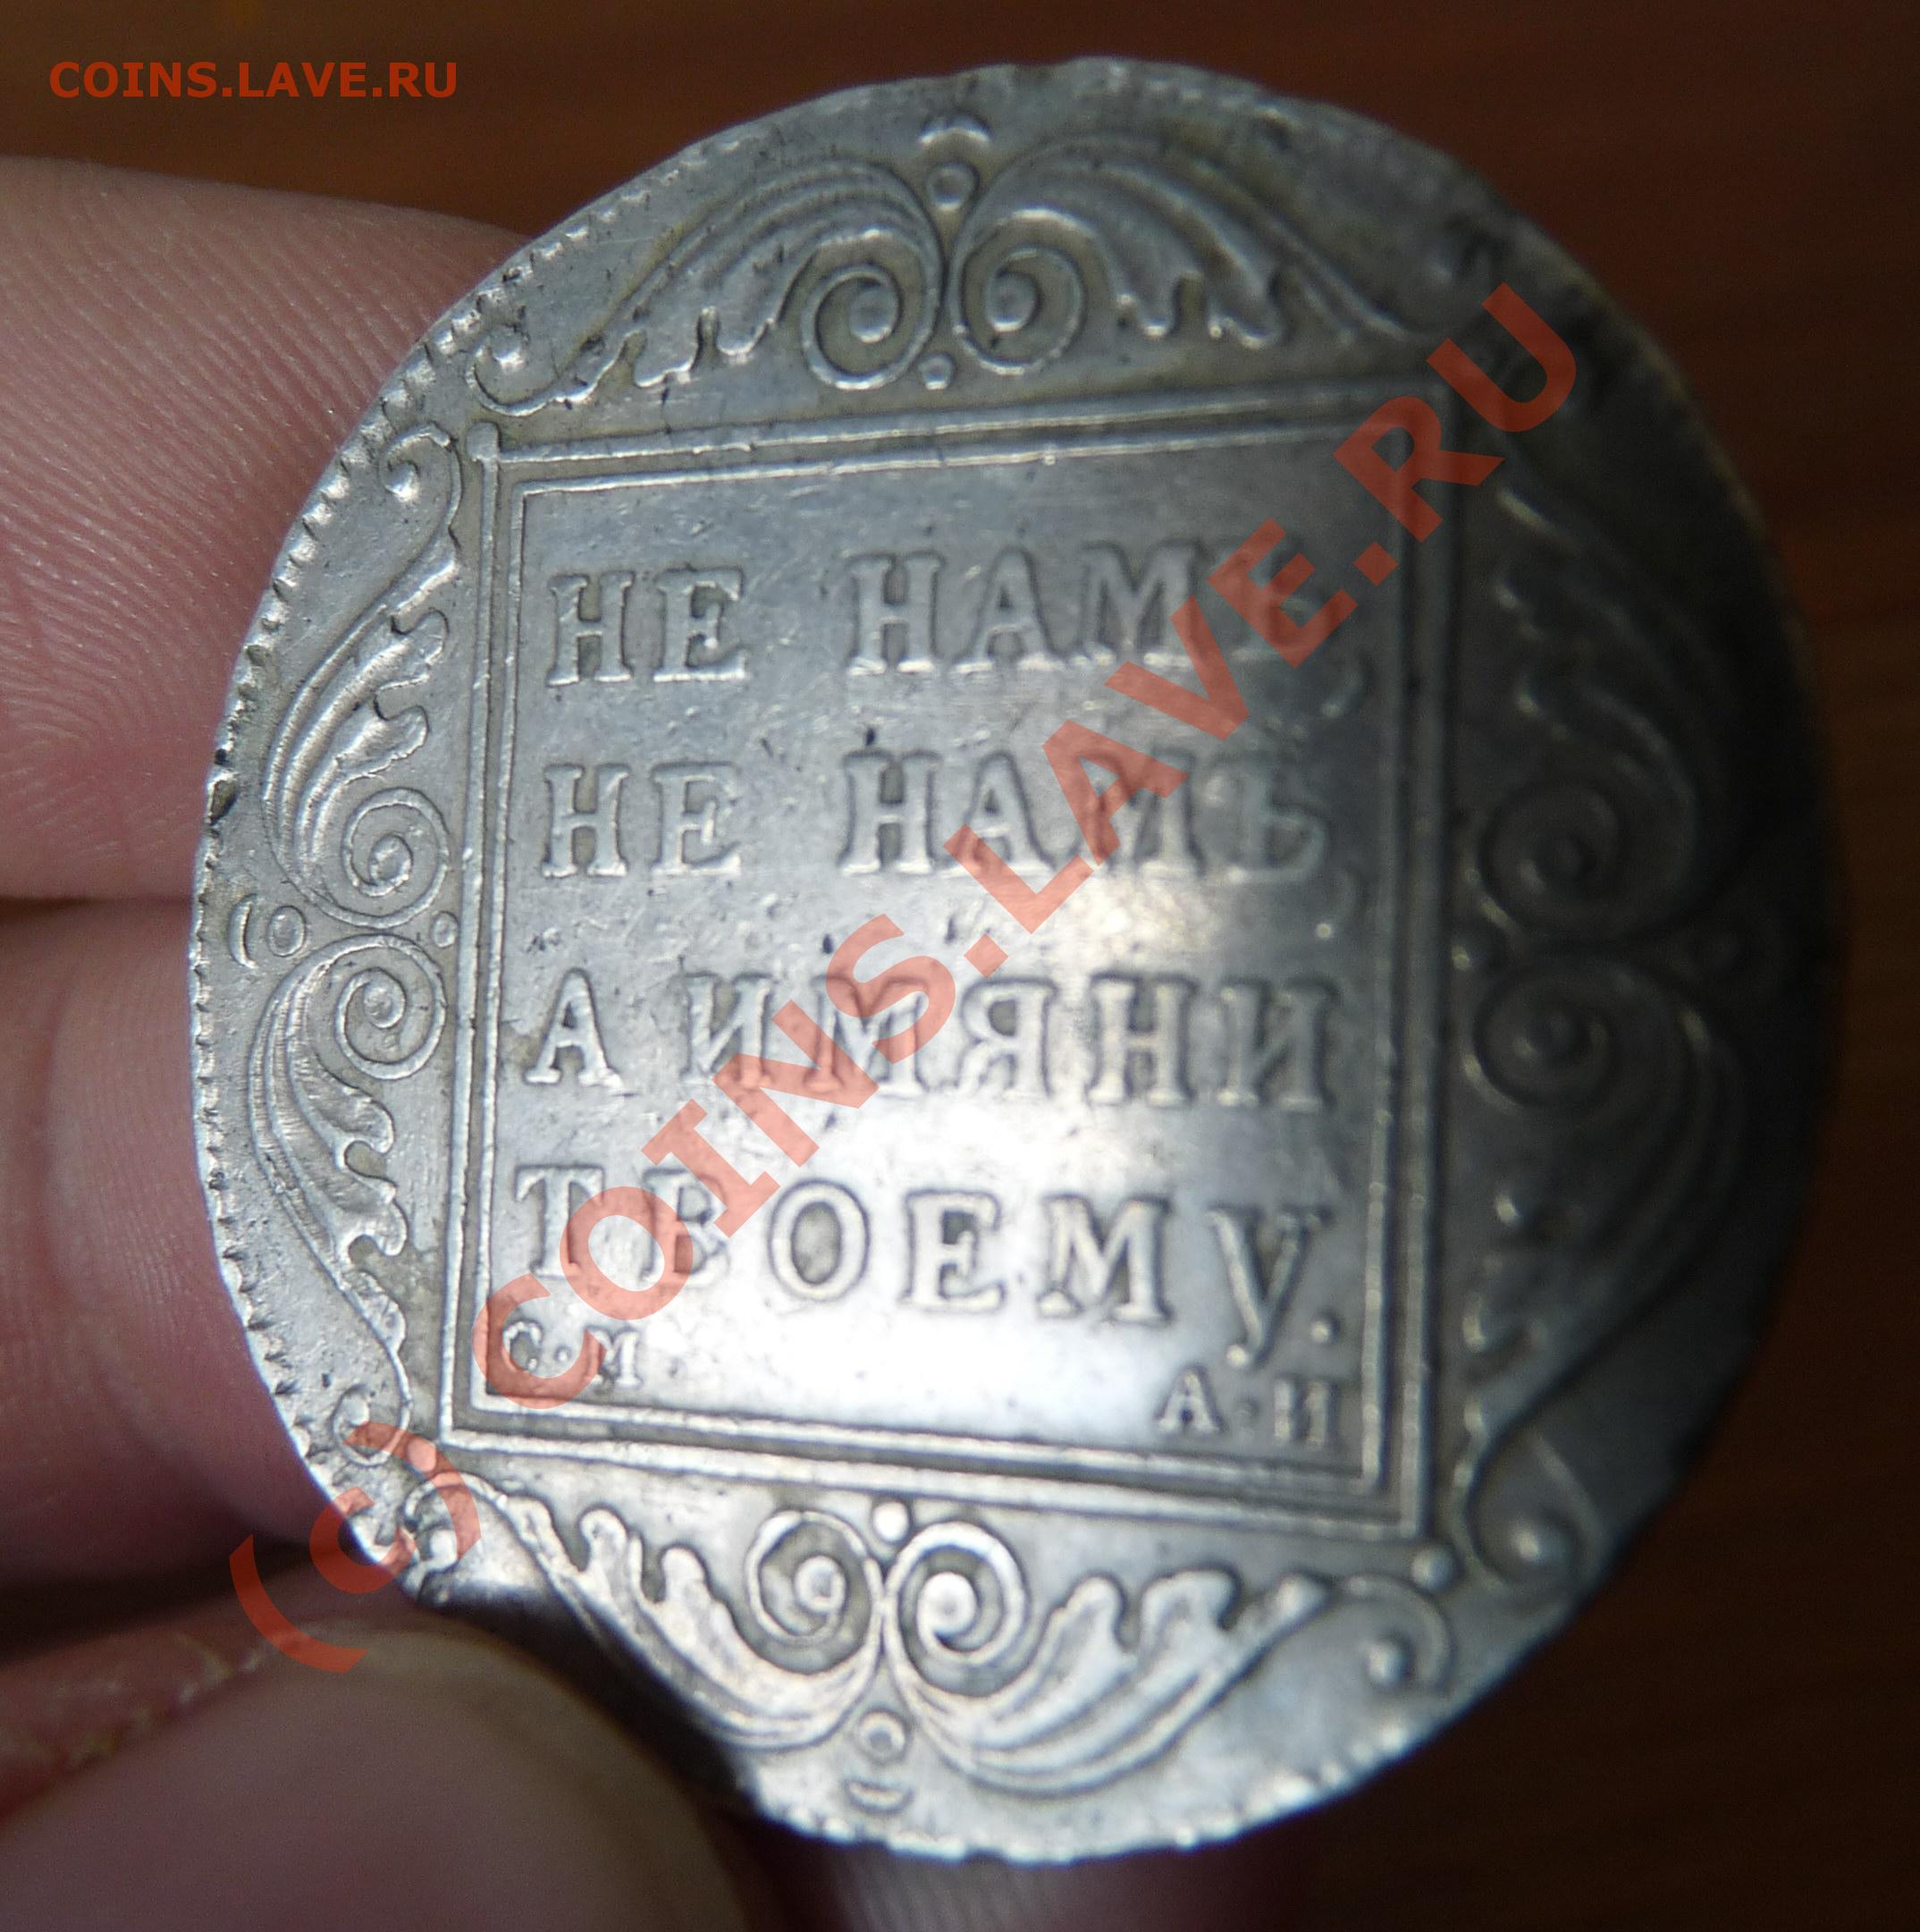 COINS.LAVE.RU
НЕ НАМЪ,
НЕ НАМЪ,
А ИМЯНИ
ТВОЕМУ.
С·М
А·И
(c) COINS.LAVE.RU